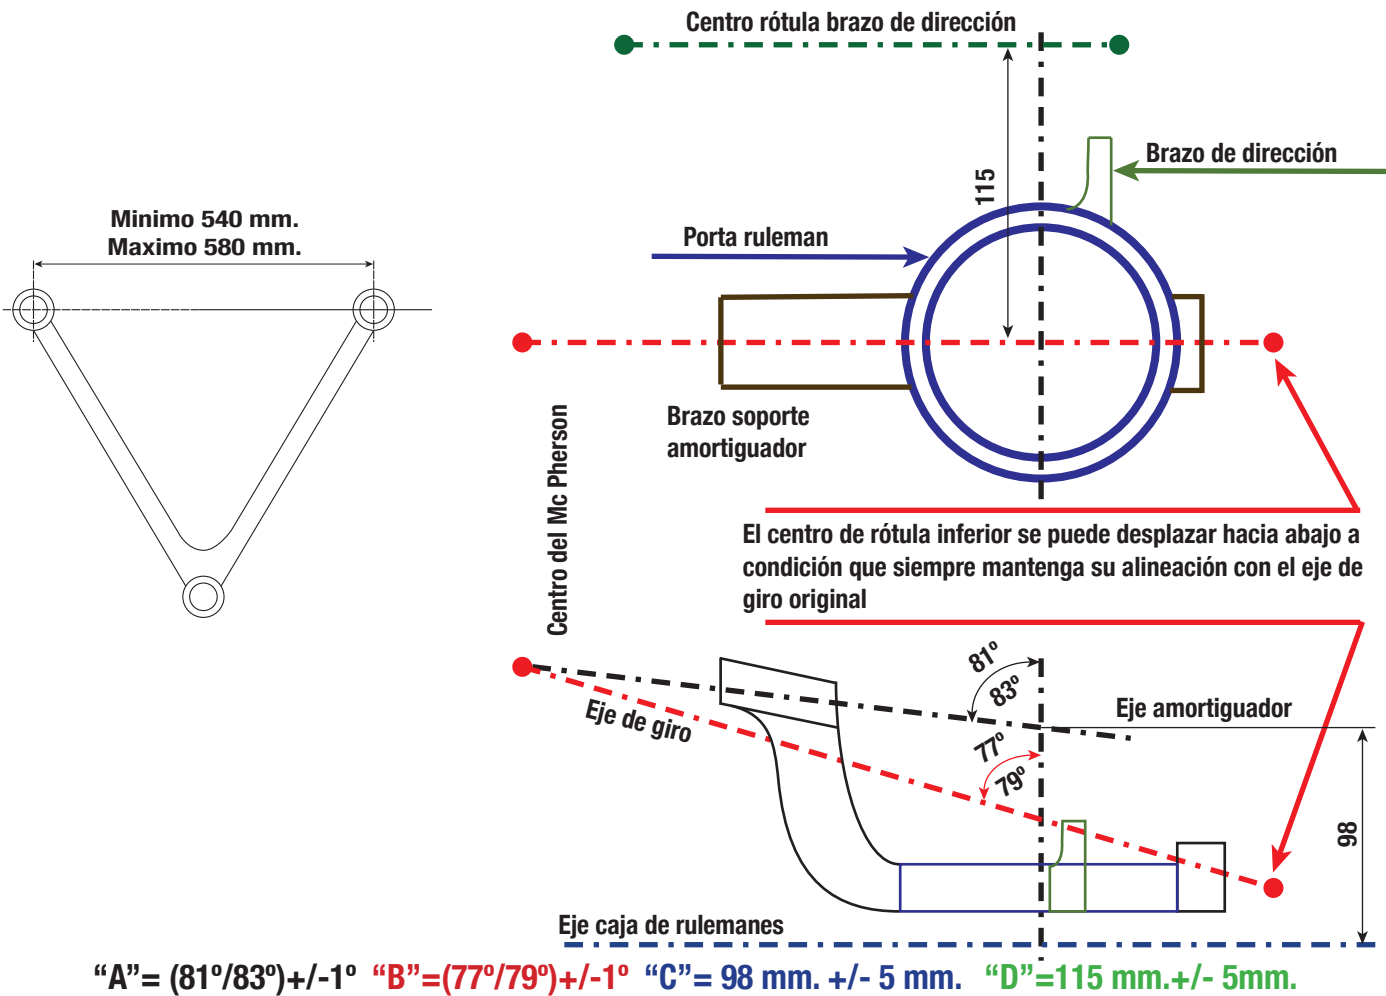 Centro rótula brazo de dirección
115
Brazo de dirección
Minimo 540 mm.
Maximo 580 mm.
Porta ruleman
Brazo soporte
amortiguador
Centro del Mc Pherson
El centro de rótula inferior se puede desplazar hacia abajo a
condición que siempre mantenga su alineación con el eje de
giro original
81º
83º
Eje de giro
Eje amortiguador
77º
79º
98
Eje caja de rulemanes
“A”= (81º/83º)+/-1º “B”=(77º/79º)+/-1º “C”= 98 mm. +/- 5 mm. “D”=115 mm.+/- 5mm.